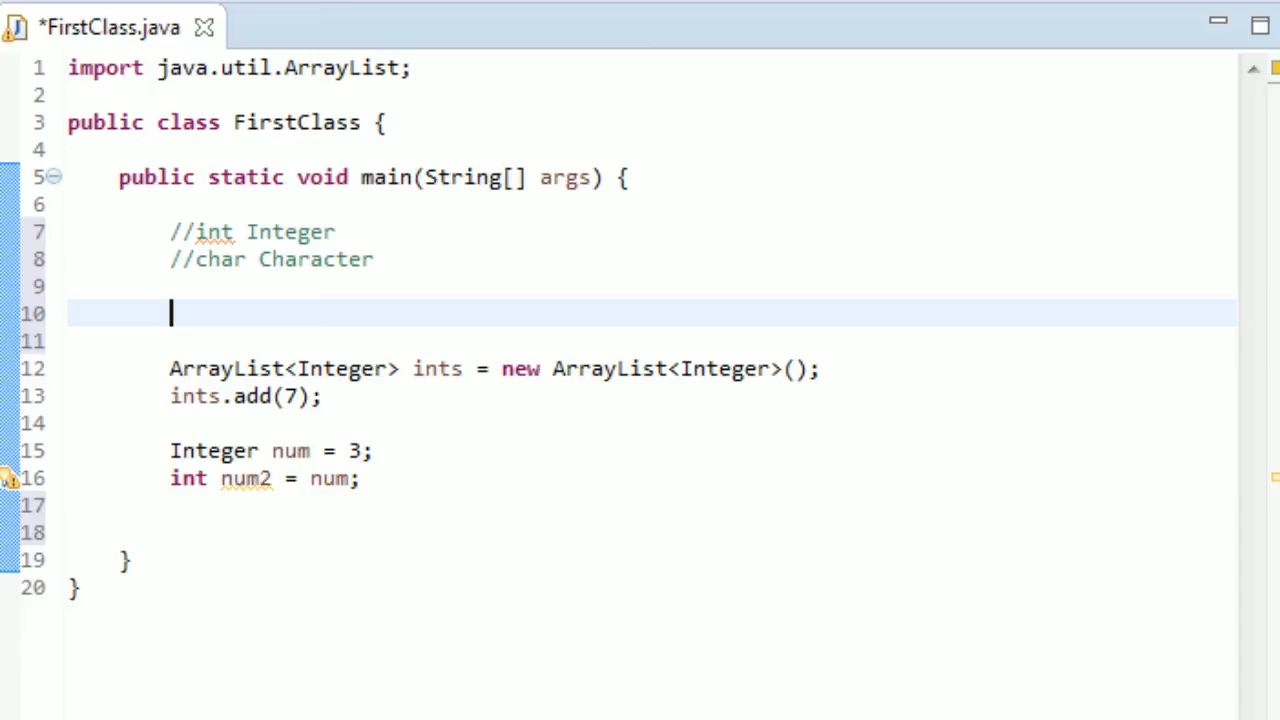 *FirstClass.java
1 import java.util.ArrayList;
2
3 public class FirstClass {
4
5 public static void main(String[] args) {
6
7 //int Integer
8 //char Character
9
10
11
12 ArrayList<Integer> ints = new ArrayList<Integer>();
13 ints.add(7);
14
15 Integer num = 3;
16 int num2 = num;
17
18
19 }
20 }